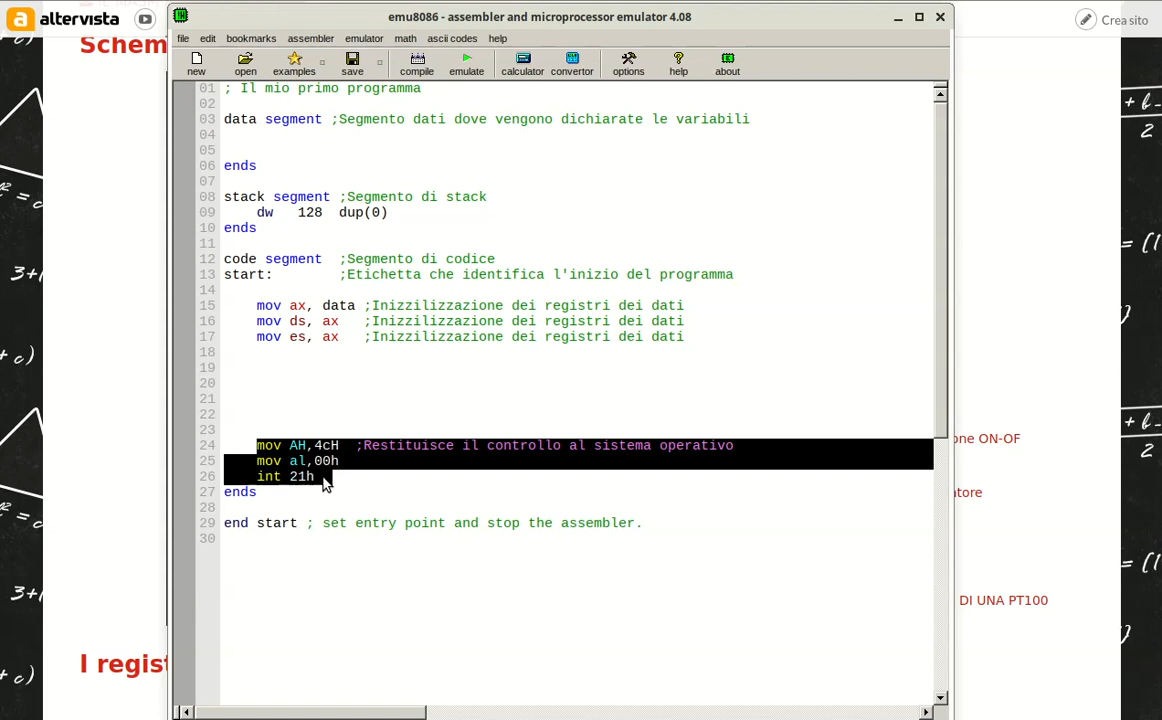 altervista
Crea sito
Schem
emu8086 - assembler and microprocessor emulator 4.08
file edit bookmarks assembler emulator math ascii codes help
new open examples save compile emulate calculator convertor options help about
01 ; Il mio primo programma
02
03 data segment ;Segmento dati dove vengono dichiarate le variabili
04
05
06 ends
07
08 stack segment ;Segmento di stack
09 dw 128 dup(0)
10 ends
11
12 code segment ;Segmento di codice
13 start: ;Etichetta che identifica l'inizio del programma
14
15 mov ax, data ;Inizzilizzazione dei registri dei dati
16 mov ds, ax ;Inizzilizzazione dei registri dei dati
17 mov es, ax ;Inizzilizzazione dei registri dei dati
18
19
20
21
22
23
24 mov AH,4cH ;Restituisce il controllo al sistema operativo
25 mov al,00h
26 int 21h
27 ends
28
29 end start ; set entry point and stop the assembler.
30
one ON-OF
atore
DI UNA PT100
I regist